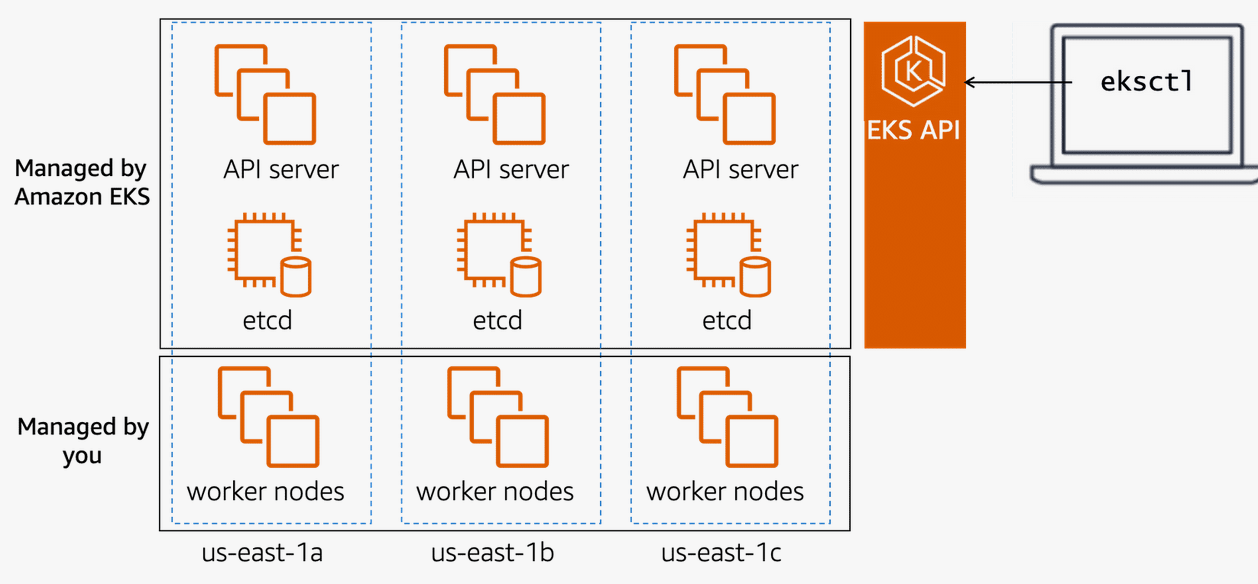 eksctl
K
EKS API
API server
API server
API server
Managed by
Amazon EKS
etcd
etcd
etcd
Managed by
you
worker nodes
worker nodes
worker nodes
us-east-1a
us-east-1b
us-east-1c